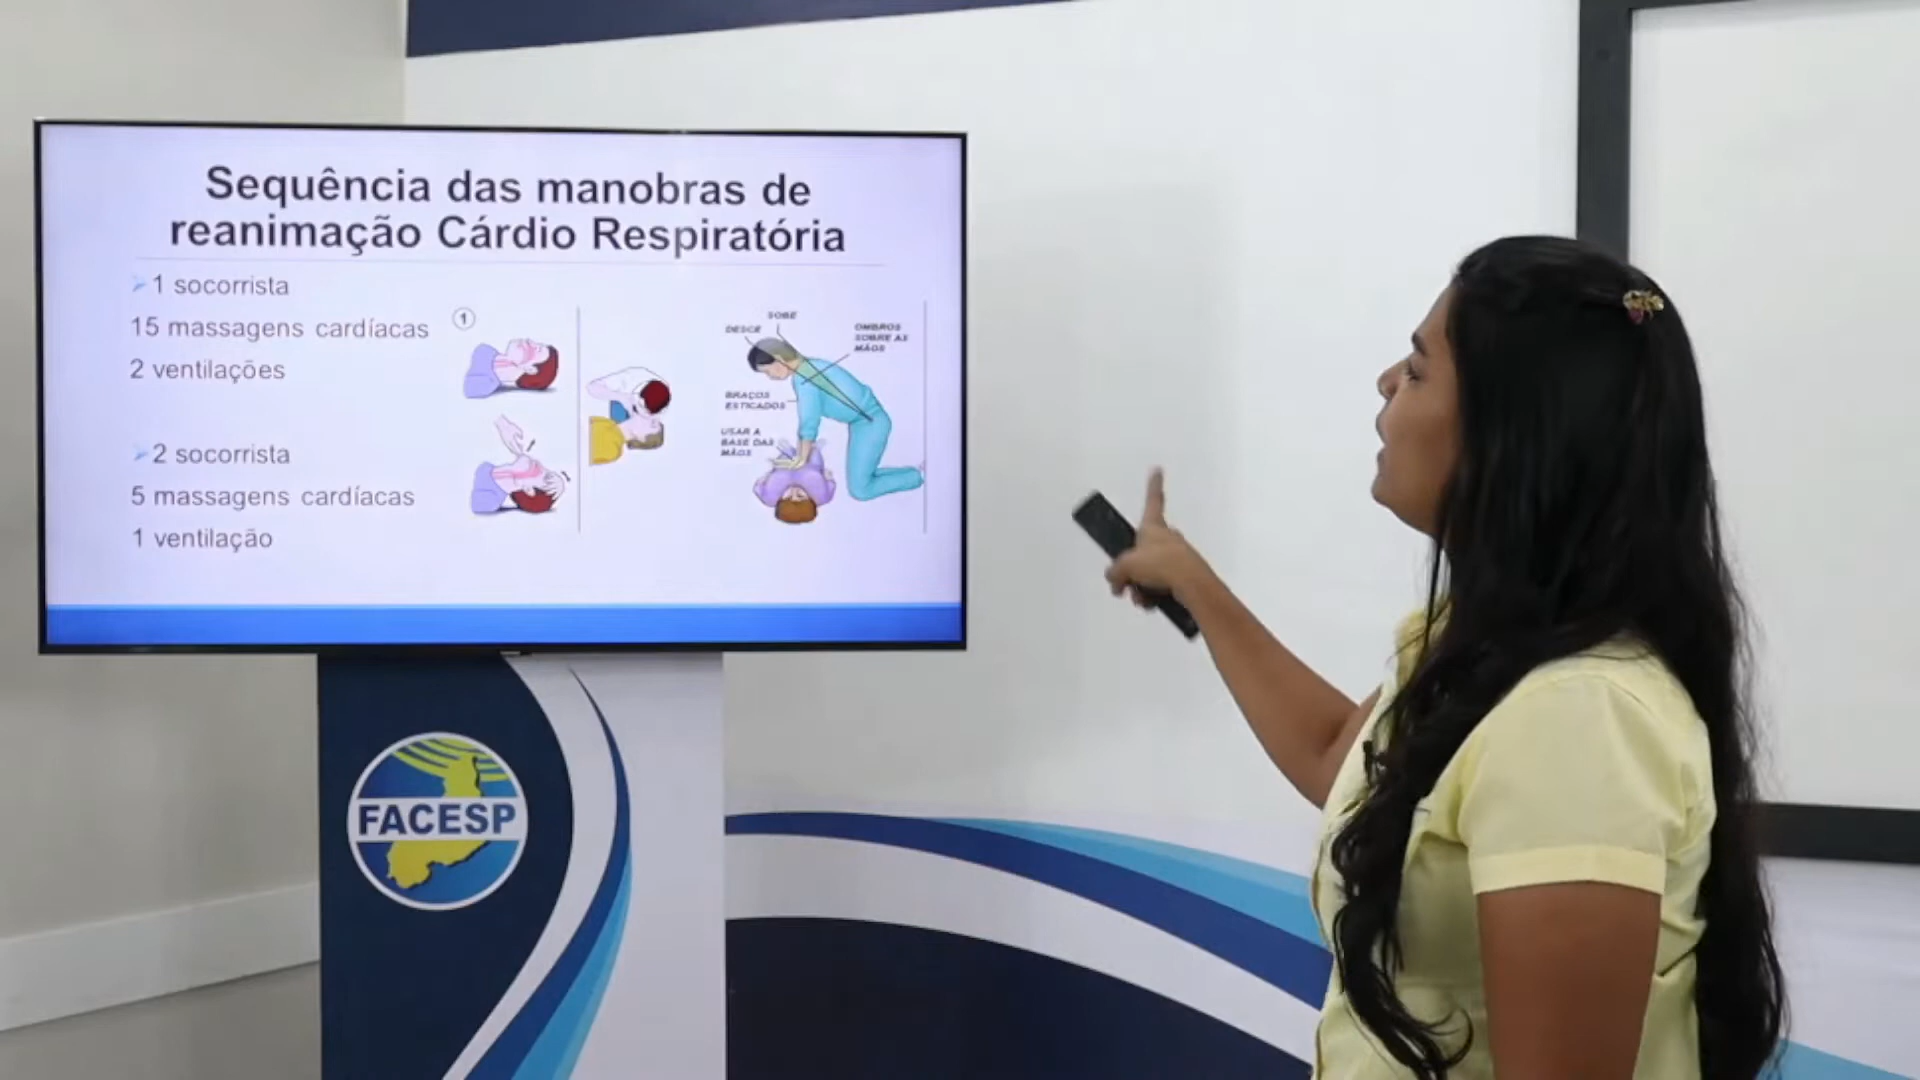 Sequência das manobras de
reanimação Cárdio Respiratória
1 socorrista
15 massagens cardíacas
2 ventilações
2 socorrista
5 massagens cardíacas
1 ventilação
1
SOBE
DESCE
OMBROS
SOBRE AS
MÃOS
BRAÇOS
ESTICADOS
USAR A
BASE DAS
MÃOS
FACESP